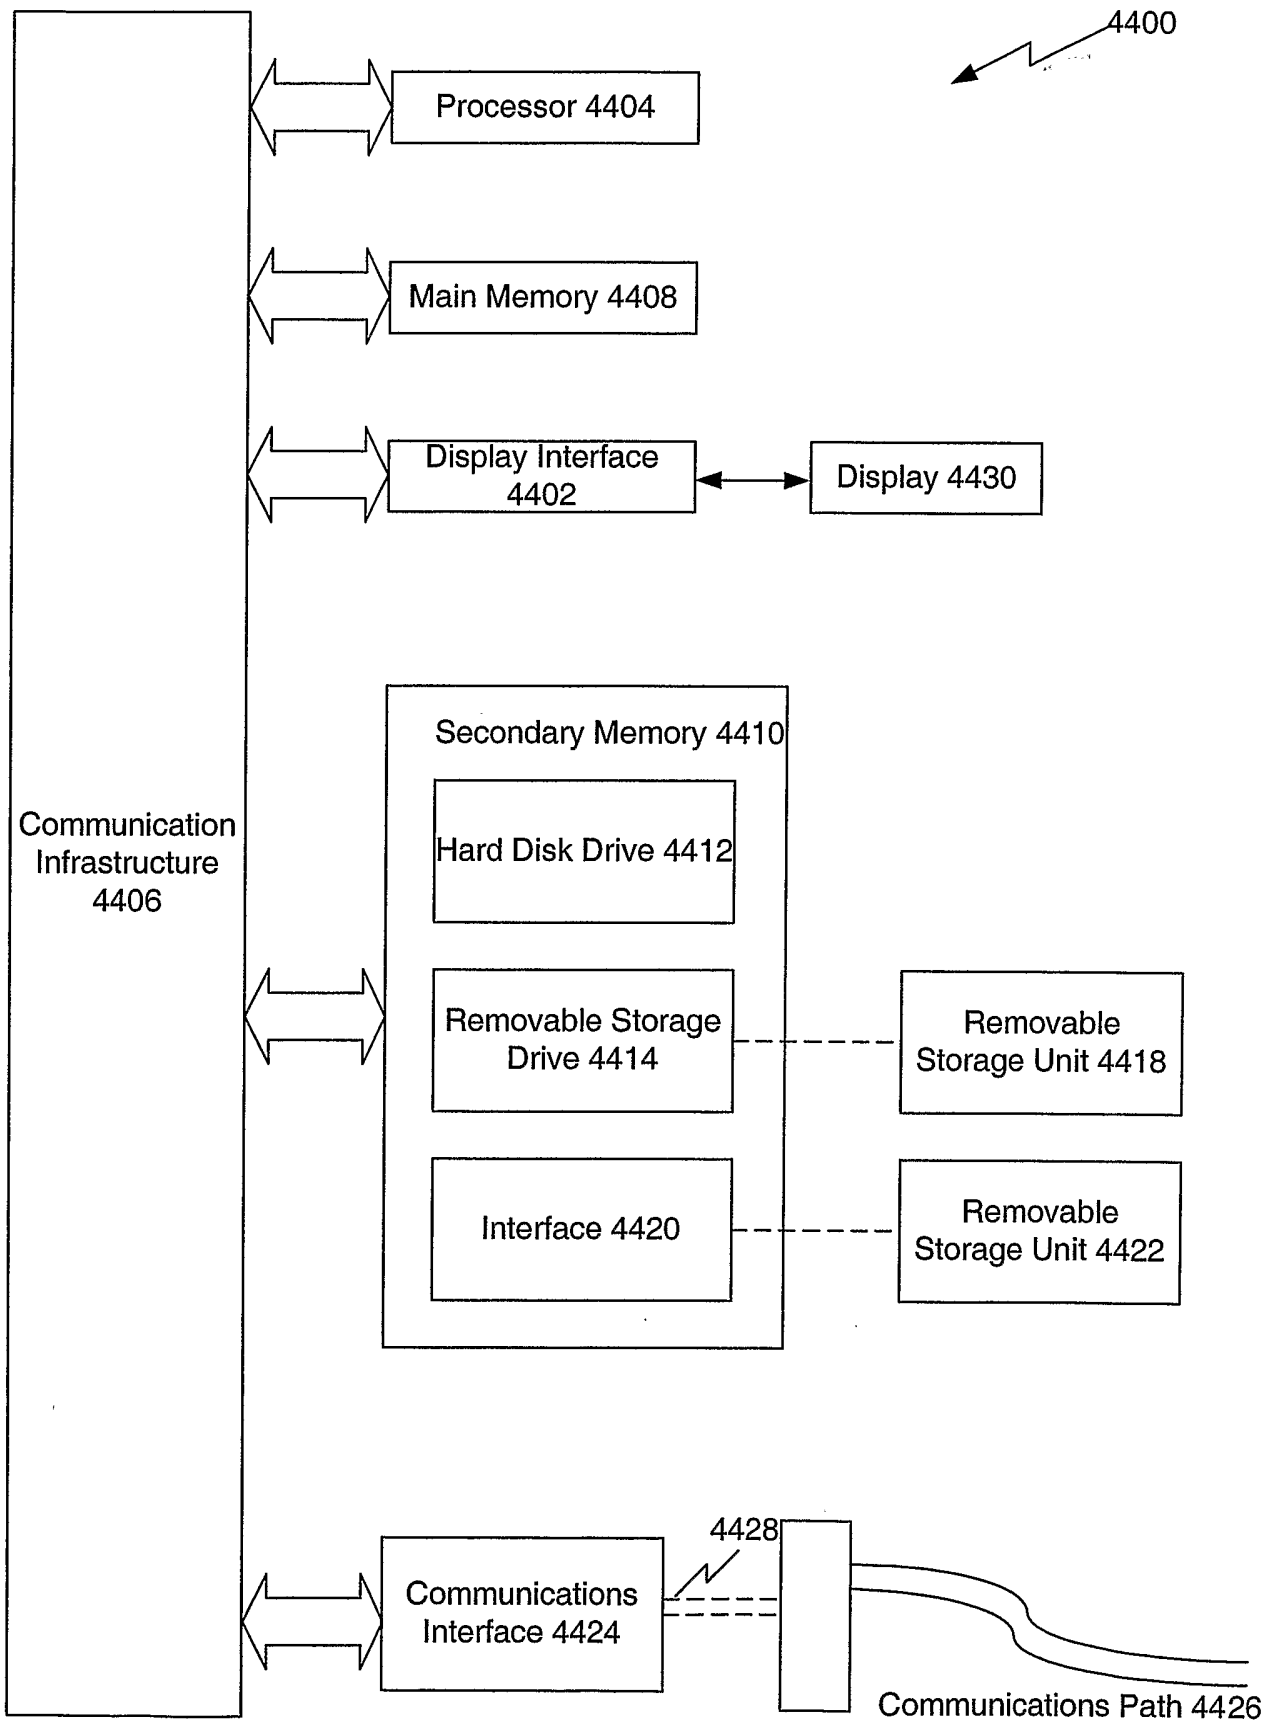 4400
Processor 4404
Main Memory 4408
Display Interface
4402
Display 4430
Secondary Memory 4410
Hard Disk Drive 4412
Communication
Infrastructure
4406
Removable Storage
Drive 4414
Removable
Storage Unit 4418
Interface 4420
Removable
Storage Unit 4422
4428
Communications
Interface 4424
Communications Path 4426